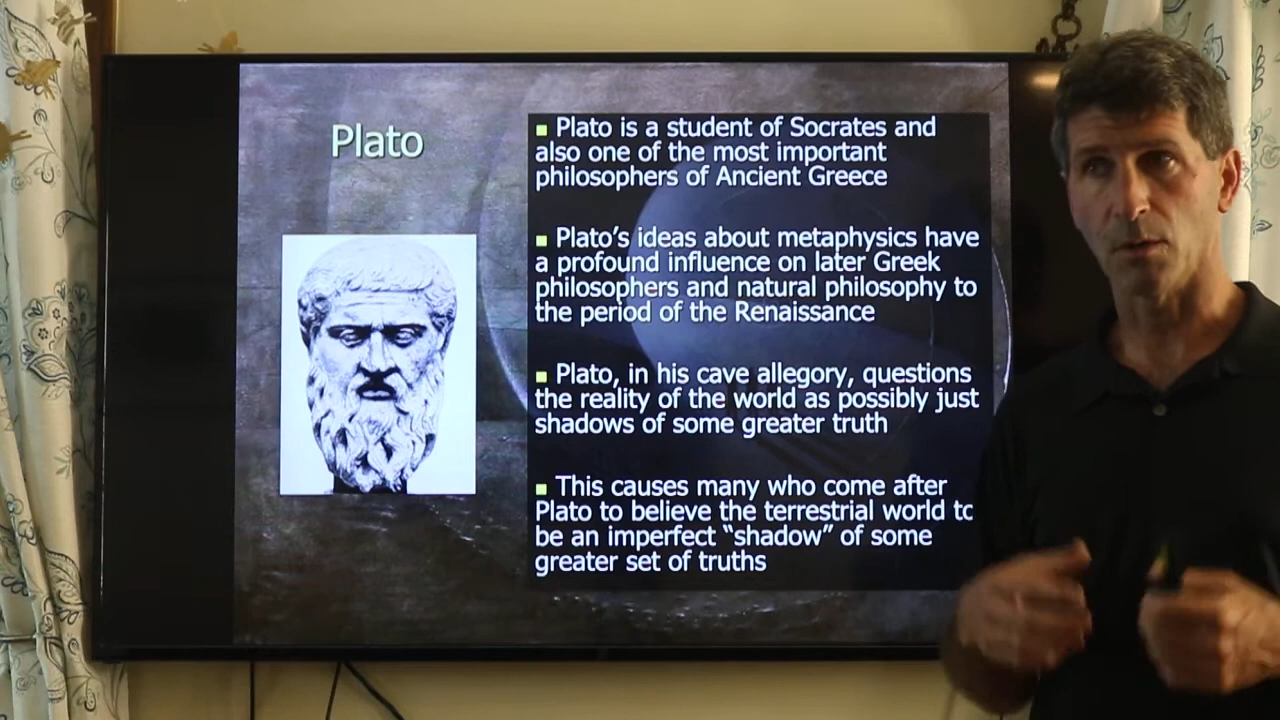 Plato
■ Plato is a student of Socrates and
also one of the most important
philosophers of Ancient Greece
■ Plato's ideas about metaphysics have
a profound influence on later Greek
philosophers and natural philosophy to
the period of the Renaissance
■ Plato, in his cave allegory, questions
the reality of the world as possibly just
shadows of some greater truth
■ This causes many who come after
Plato to believe the terrestrial world to
be an imperfect “shadow” of some
greater set of truths